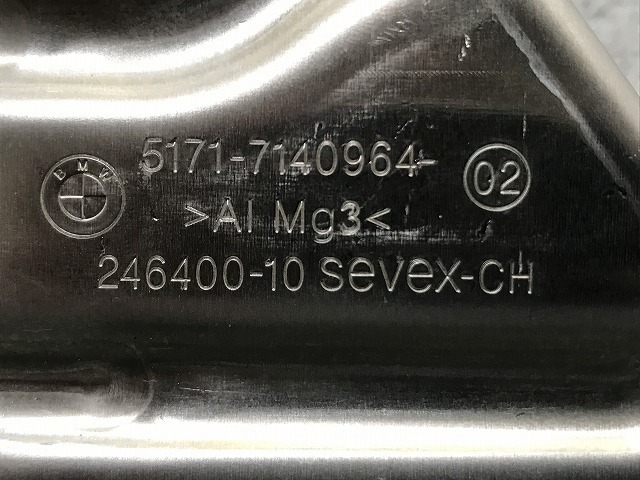 BMW
5171-7140964- 02
>Al Mg3<
246400-10 sevex-CH